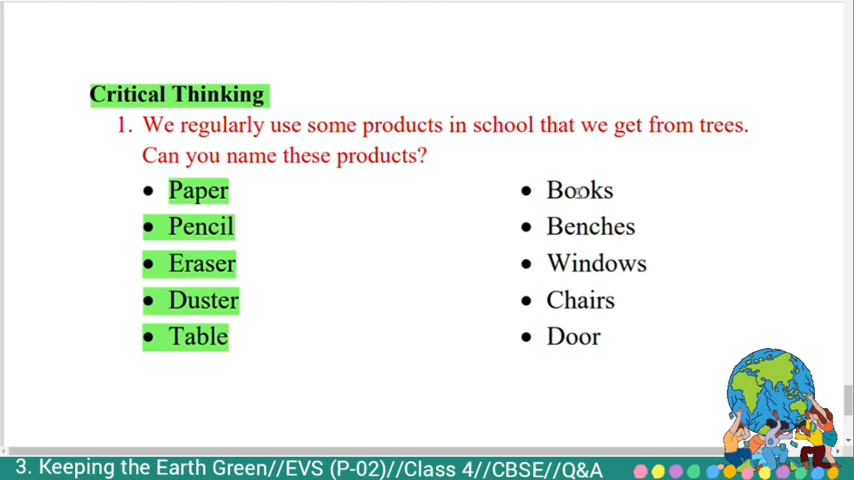 Critical Thinking
1. We regularly use some products in school that we get from trees.
Can you name these products?
• Paper
• Pencil
• Eraser
• Duster
• Table
• Books
• Benches
• Windows
• Chairs
• Door
3. Keeping the Earth Green//EVS (P-02)//Class 4//CBSE//Q&A